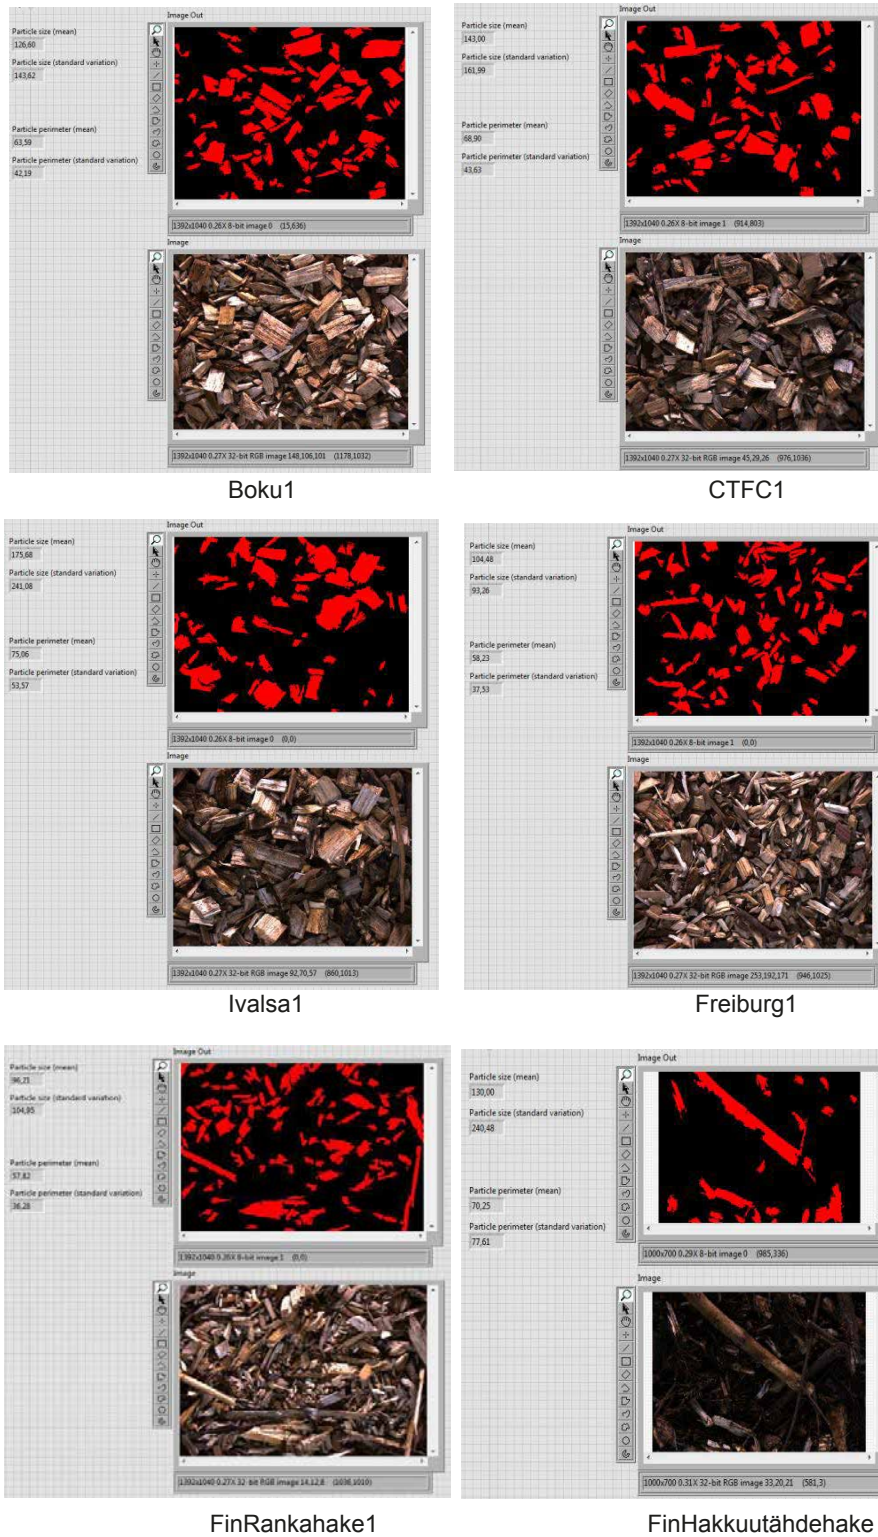 Image Out
Particle size (mean)
126,60
Particle size (standard variation)
143,62
Particle perimeter (mean)
63,59
Particle perimeter (standard variation)
42,19
1392x1040 0.26X 8-bit image 0 (15,636)
Image
1392x1040 0.27X 32-bit RGB image 148,106,101 (1178,1032)
Boku1
Image Out
Particle size (mean)
143,00
Particle size (standard variation)
161,99
Particle perimeter (mean)
68,90
Particle perimeter (standard variation)
43,63
1392x1040 0.26X 8-bit image 1 (914,803)
Image
1392x1040 0.27X 32-bit RGB image 45,29,26 (976,1036)
CTFC1
Image Out
Particle size (mean)
175,68
Particle size (standard variation)
241,08
Particle perimeter (mean)
75,06
Particle perimeter (standard variation)
53,57
1392x1040 0.26X 8-bit image 0 (0,0)
Image
1392x1040 0.27X 32-bit RGB image 92,70,57 (860,1013)
Ivalsa1
Image Out
Particle size (mean)
104,48
Particle size (standard variation)
93,26
Particle perimeter (mean)
58,23
Particle perimeter (standard variation)
37,53
1392x1040 0.26X 8-bit image 1 (0,0)
Image
1392x1040 0.27X 32-bit RGB image 253,192,171 (946,1025)
Freiburg1
Image Out
Particle size (mean)
96,21
Particle size (standard variation)
104,95
Particle perimeter (mean)
57,82
Particle perimeter (standard variation)
36,28
1392x1040 0.26X 8-bit image 1 (0,0)
Image
1392x1040 0.27X 32-bit RGB image 14,12,8 (1036,1010)
FinRankahake1
Image Out
Particle size (mean)
130,00
Particle size (standard variation)
240,48
Particle perimeter (mean)
70,25
Particle perimeter (standard variation)
77,61
1000x700 0.29X 8-bit image 0 (985,336)
Image
1000x700 0.31X 32-bit RGB image 33,20,21 (581,3)
FinHakkuutähdehake